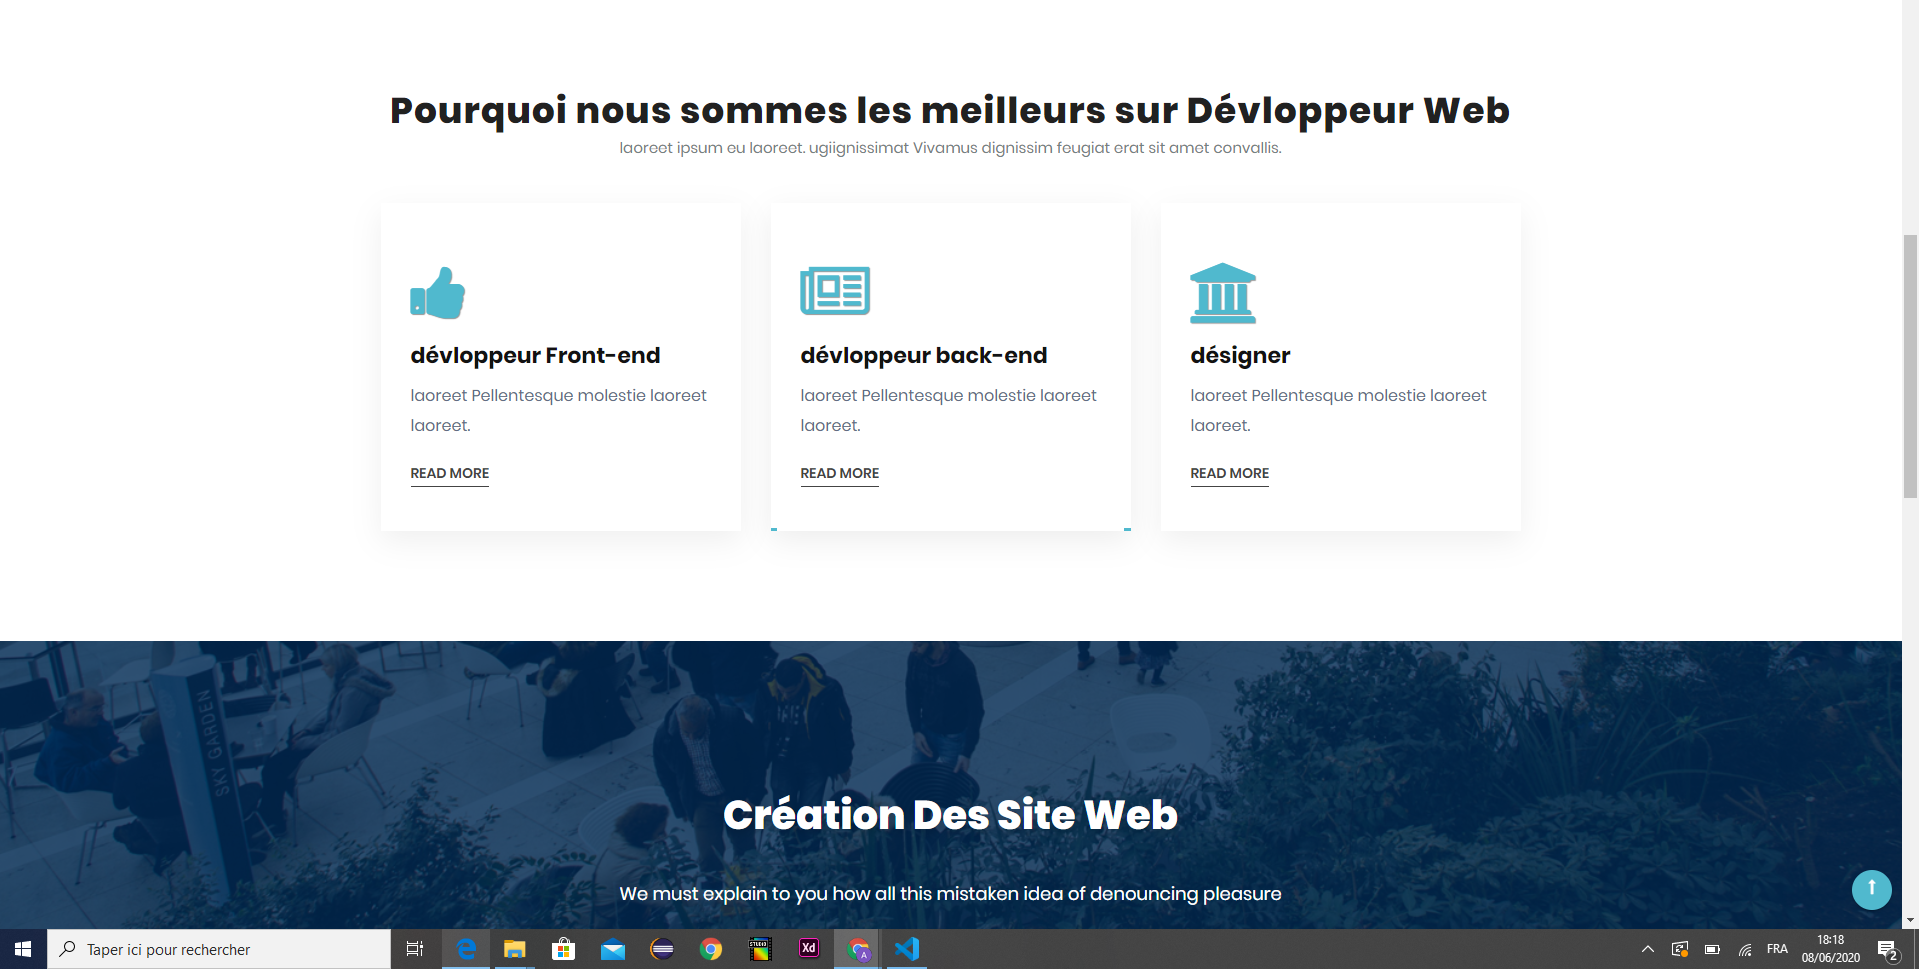 Pourquoi nous sommes les meilleurs sur Dévloppeur Web
laoreet ipsum eu laoreet. ugiignissimat Vivamus dignissim feugiat erat sit amet convallis.
dévloppeur Front-end
laoreet Pellentesque molestie laoreet
laoreet.
READ MORE
dévloppeur back-end
laoreet Pellentesque molestie laoreet
laoreet.
READ MORE
désigner
laoreet Pellentesque molestie laoreet
laoreet.
READ MORE
SKY GARDEN
Création Des Site Web
We must explain to you how all this mistaken idea of denouncing pleasure
Taper ici pour rechercher
STUDIO
Xd
A
FRA
18:18
08/06/2020
2